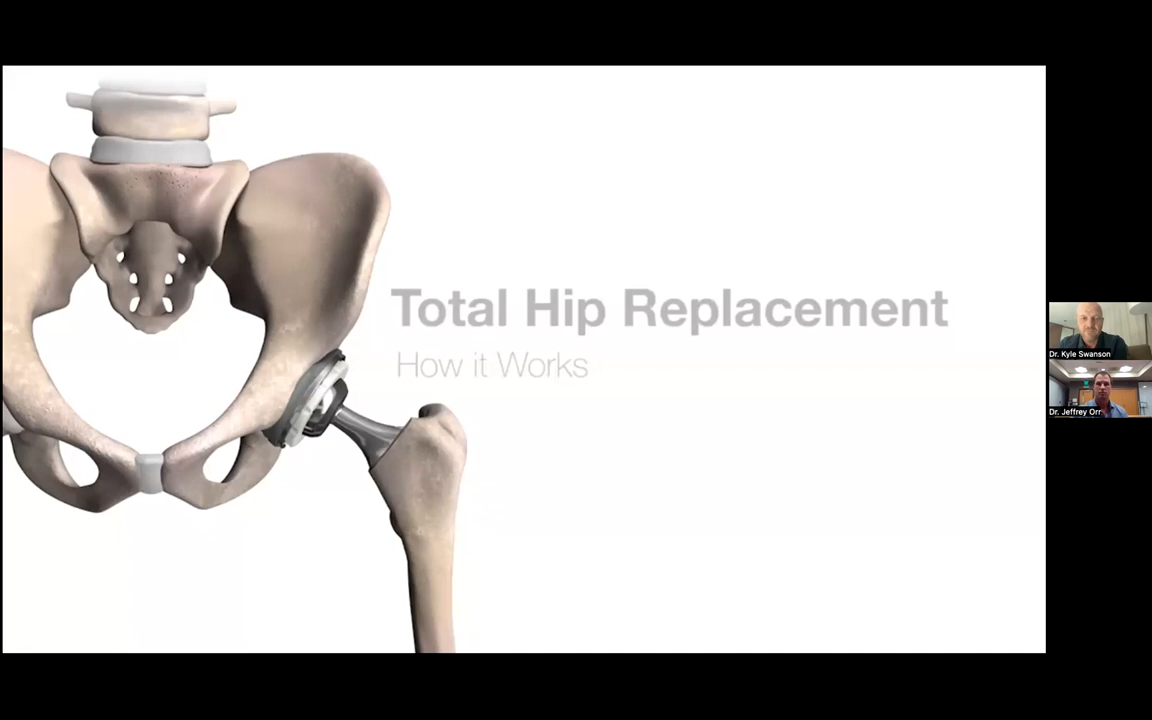 Total Hip Replacement
How it Works
Dr. Kyle Swanson
Dr. Jeffrey Orr